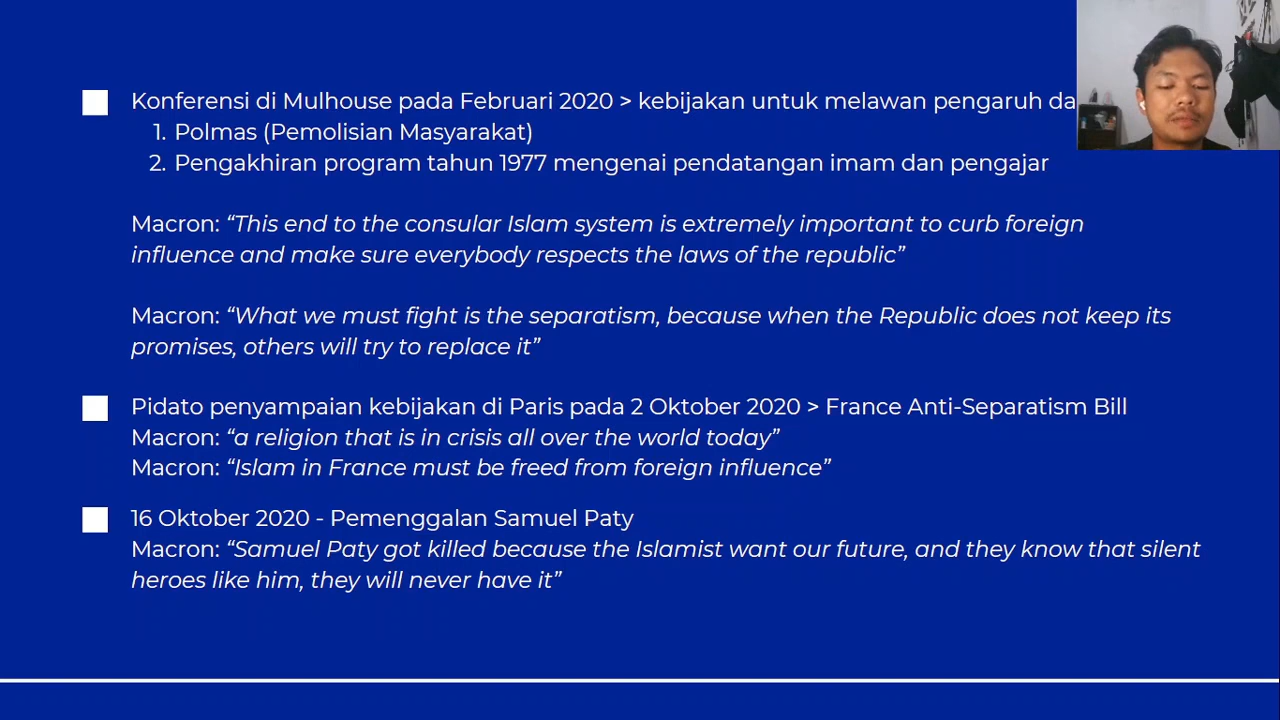 Konferensi di Mulhouse pada Februari 2020 > kebijakan untuk melawan pengaruh
1. Polmas (Pemolisian Masyarakat)
2. Pengakhiran program tahun 1977 mengenai pendatangan imam dan pengajar
Macron: “This end to the consular Islam system is extremely important to curb foreign
influence and make sure everybody respects the laws of the republic”
Macron: “What we must fight is the separatism, because when the Republic does not keep its
promises, others will try to replace it”
Pidato penyampaian kebijakan di Paris pada 2 Oktober 2020 > France Anti-Separatism Bill
Macron: “a religion that is in crisis all over the world today”
Macron: “Islam in France must be freed from foreign influence”
16 Oktober 2020 - Pemenggalan Samuel Paty
Macron: “Samuel Paty got killed because the Islamist want our future, and they know that silent
heroes like him, they will never have it”